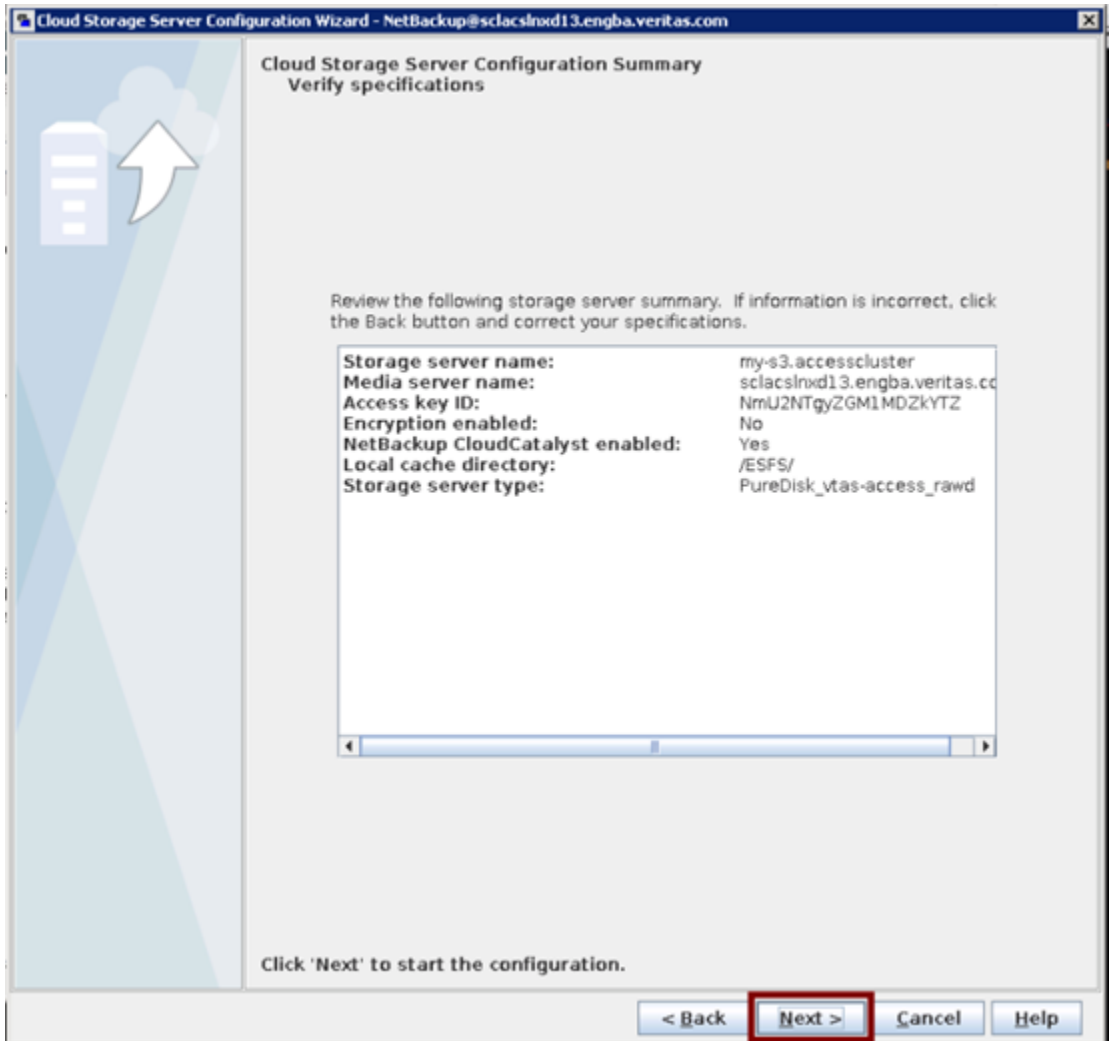 Cloud Storage Server Configuration Wizard - NetBackup@sclacslnxd13.engba.veritas.com
Cloud Storage Server Configuration Summary
Verify specifications
Review the following storage server summary. If information is incorrect, click
the Back button and correct your specifications.
Storage server name: my-s3.accesscluster
Media server name: sclacslnxd13.engba.veritas.cc
Access key ID: NmU2NTgyZGM1MDZkYTZ
Encryption enabled: No
NetBackup CloudCatalyst enabled: Yes
Local cache directory: /ESFS/
Storage server type: PureDisk_vtas-access_rawd
Click 'Next' to start the configuration.
< Back Next > Cancel Help